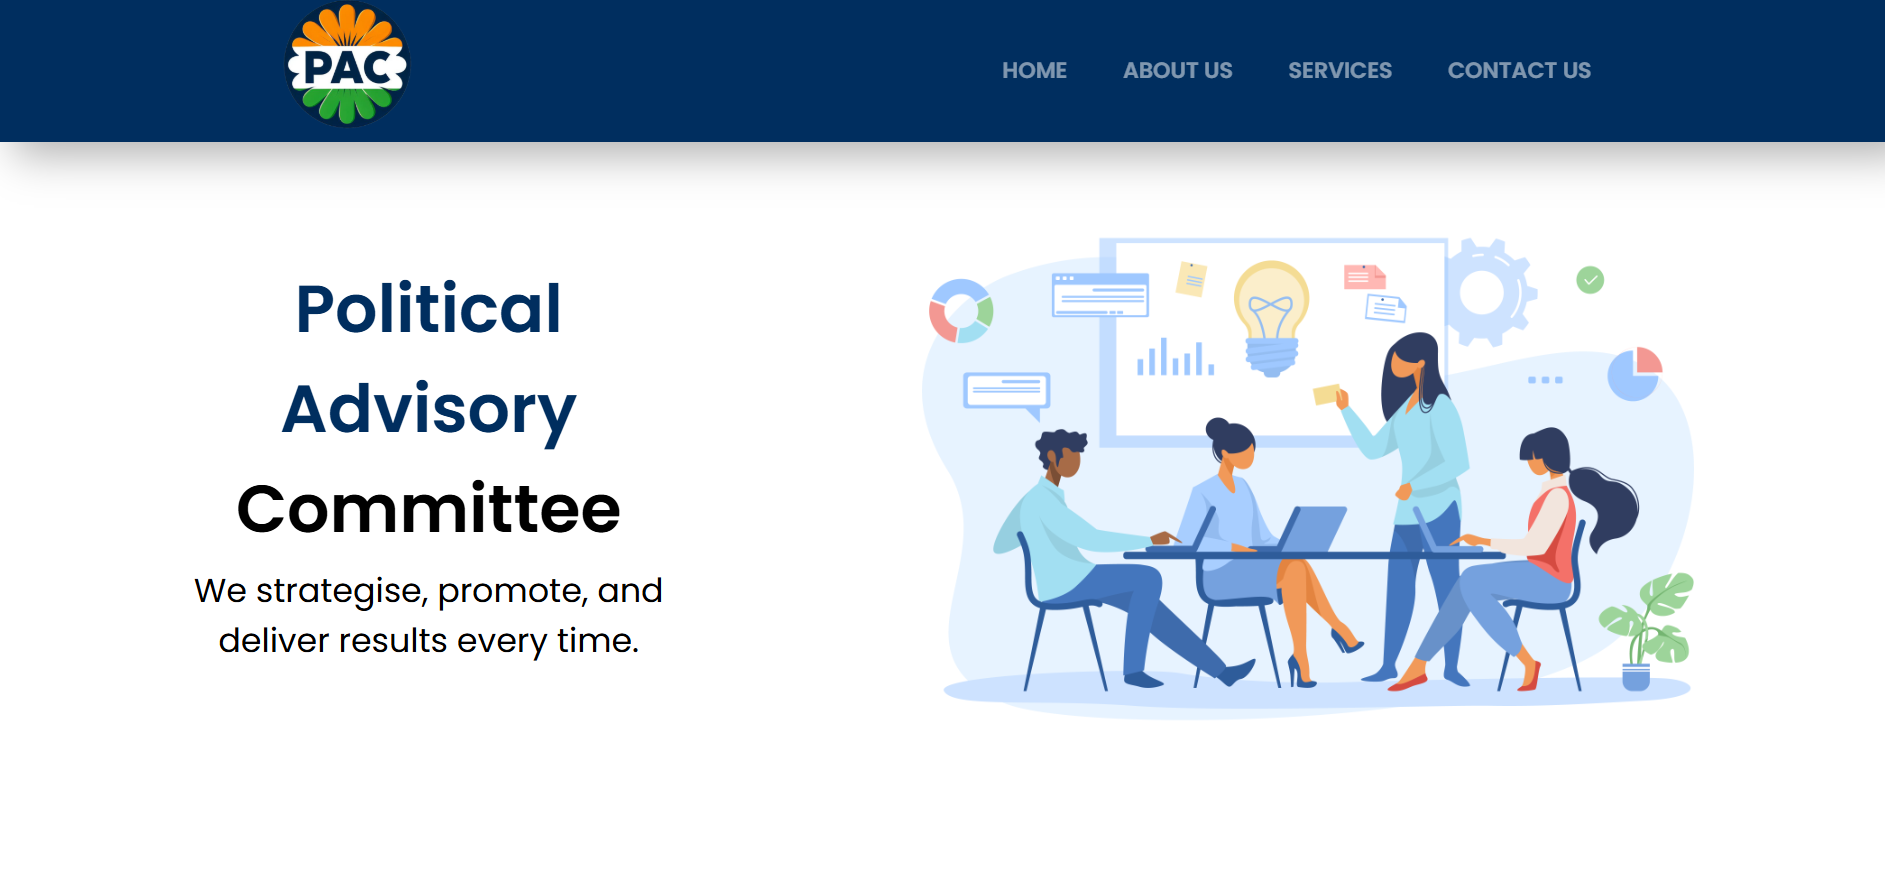 PAC
HOME ABOUT US SERVICES CONTACT US
Political
Advisory
Committee
We strategise, promote, and
deliver results every time.